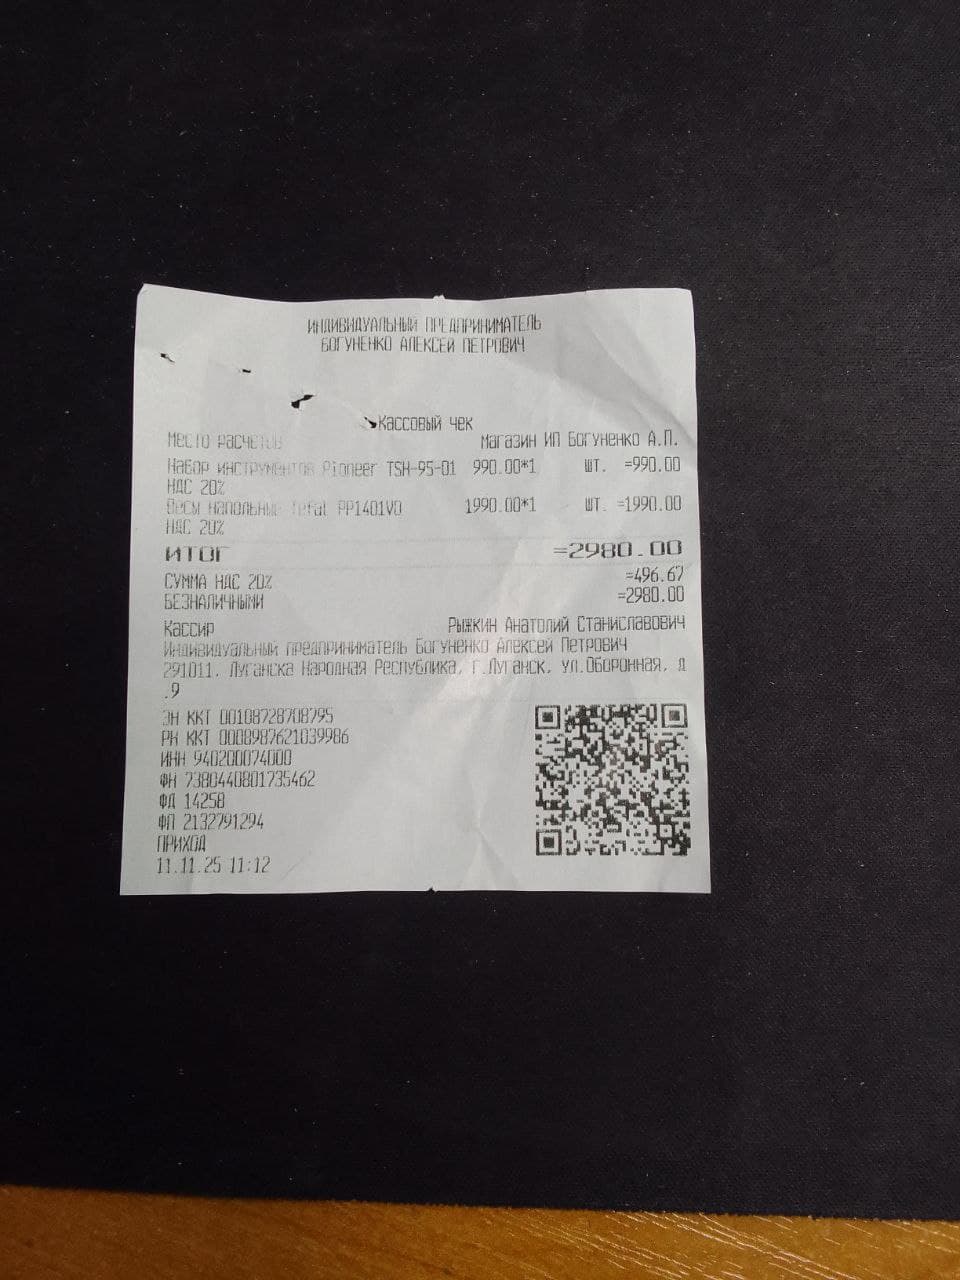 ИНДИВИДУАЛЬНЫЙ ПРЕДПРИНИМАТЕЛЬ
БОГУНЕНКО АЛЕКСЕЙ ПЕТРОВИЧ
Кассовый чек
Место расчетов Магазин ИП Богуненко А.П.
Набор инструментов Pioneer TSH-95-01 990.00*1 шт. =990.00
НДС 20%
Весы напольные Tefal PP1401V0 1990.00*1 шт. =1990.00
НДС 20%
ИТОГ =2980.00
СУММА НДС 20% =496.67
БЕЗНАЛИЧНЫМИ =2980.00
Кассир Рыжкин Анатолий Станиславович
Индивидуальный предприниматель Богуненко Алексей Петрович
291011, Луганска Народная Республика, г.Луганск, ул.Оборонная, д
.9
ЗН ККТ 00108728708795
РН ККТ 0008987621039986
ИНН 940200074000
ФН 7380440801735462
ФД 14258
ФП 2132791294
ПРИХОД
11.11.25 11:12